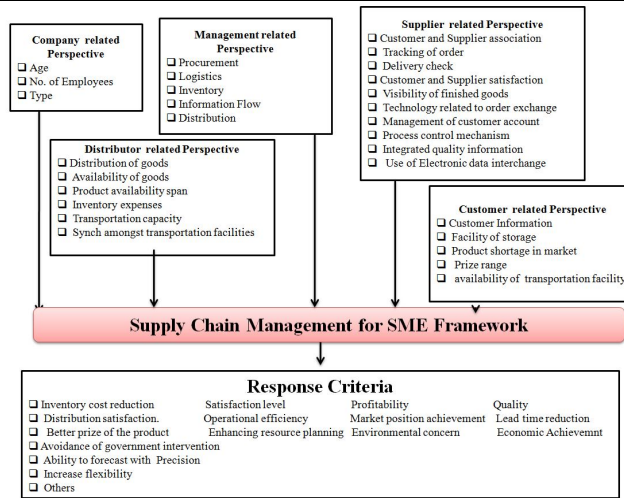 Company related
Perspective
❑ Age
❑ No. of Employees
❑ Type
Management related
Perspective
❑ Procurement
❑ Logistics
❑ Inventory
❑ Information Flow
❑ Distribution
Supplier related
Perspective
❑ Customer and Supplier association
❑ Tracking of order
❑ Delivery check
❑ Customer and Supplier satisfaction
❑ Visibility of finished goods
❑ Technology related to order exchange
❑ Management of customer account
❑ Process control mechanism
❑ Integrated quality information
❑ Use of Electronic data interchange
Distributor related Perspective
❑ Distribution of goods
❑ Availability of goods
❑ Product availability span
❑ Inventory expenses
❑ Transportation capacity
❑ Synch amongst transportation facilities
Customer related Perspective
❑ Customer Information
❑ Facility of storage
❑ Product shortage in market
❑ Prize range
❑ availability of transportation facility
Supply Chain Management for SME Framework
Response Criteria
❑ Inventory cost reduction Satisfaction level Profitability Quality
❑ Distribution satisfaction. Operational efficiency Market position achievement Lead time reduction
❑ Better prize of the product Enhancing resource planning Environmental concern Economic Achievemnt
❑ Avoidance of government intervention
❑ Ability to forecast with Precision
❑ Increase flexibility
❑ Others